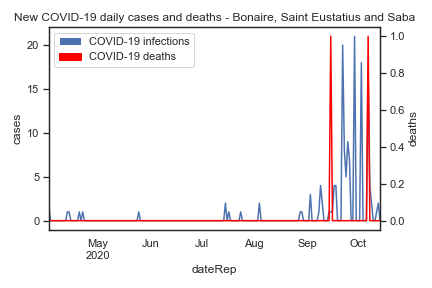 New COVID-19 daily cases and deaths - Bonaire, Saint Eustatius and Saba
COVID-19 infections
COVID-19 deaths
cases
20
15
10
5
0
deaths
1.0
0.8
0.6
0.4
0.2
0.0
May Jun Jul Aug Sep Oct
2020
dateRep